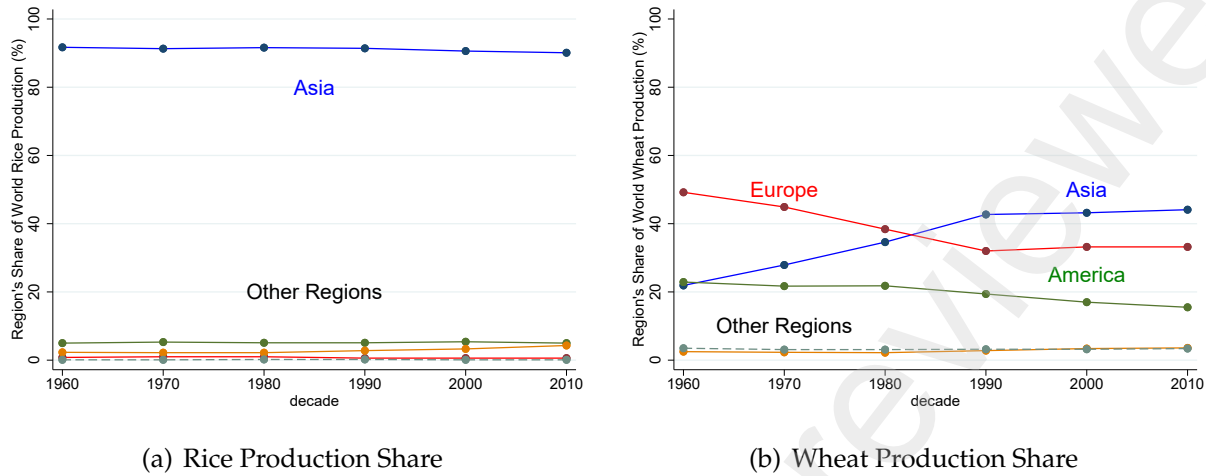 Region's Share of World Rice Production (%)
100
80
60
40
20
0
Asia
Other Regions
1960 1970 1980 1990 2000 2010
decade
(a) Rice Production Share
Region's Share of World Wheat Production (%)
100
80
60
40
20
0
Europe
Asia
America
Other Regions
1960 1970 1980 1990 2000 2010
decade
(b) Wheat Production Share
reviewe